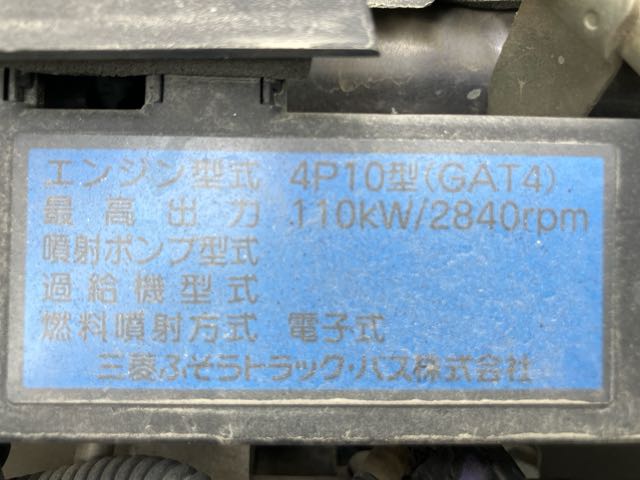 エンジン型式 4P10型(GAT4)
最高出力 110kW/2840rpm
噴射ポンプ型式
過給機型式
燃料噴射方式 電子式
三菱ふそうトラック・バス株式会社